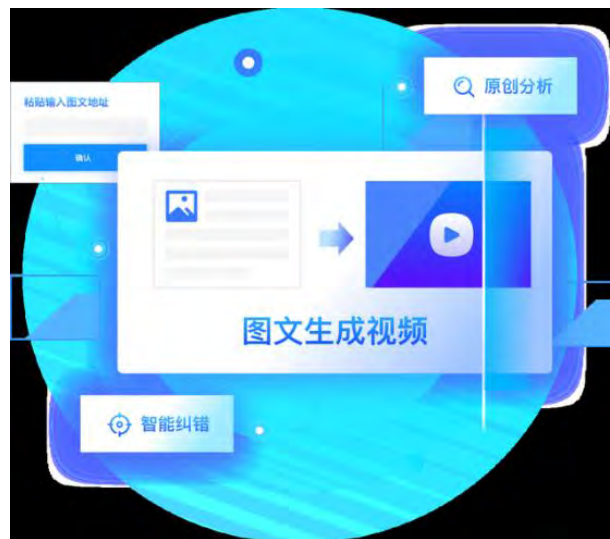 原创分析
粘贴输入图文地址
确认
图文生成视频
智能纠错